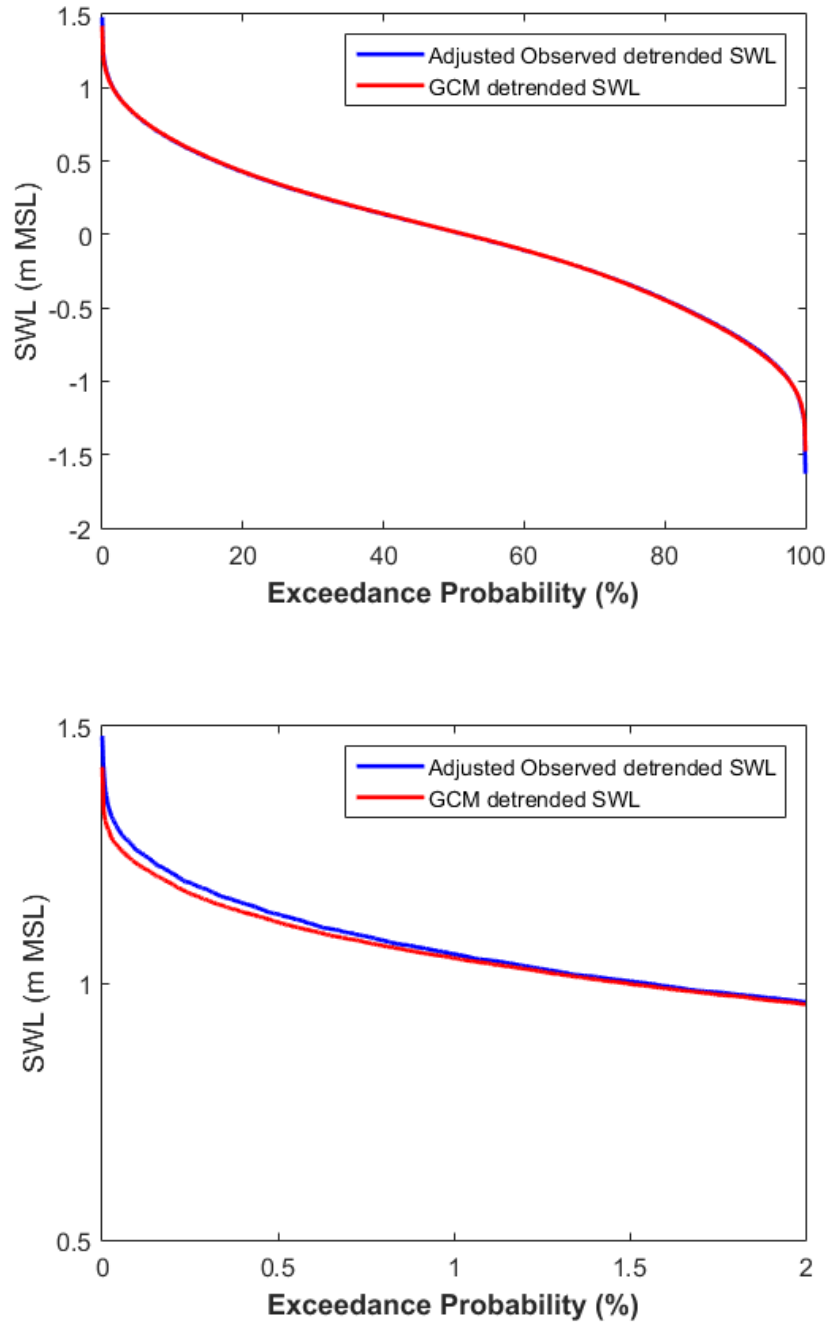 1.5
1
0.5
0
-0.5
-1
-1.5
-2
SWL (m MSL)
Adjusted Observed detrended SWL
GCM detrended SWL
0 20 40 60 80 100
Exceedance Probability (%)
1.5
1
0.5
SWL (m MSL)
Adjusted Observed detrended SWL
GCM detrended SWL
0 0.5 1 1.5 2
Exceedance Probability (%)